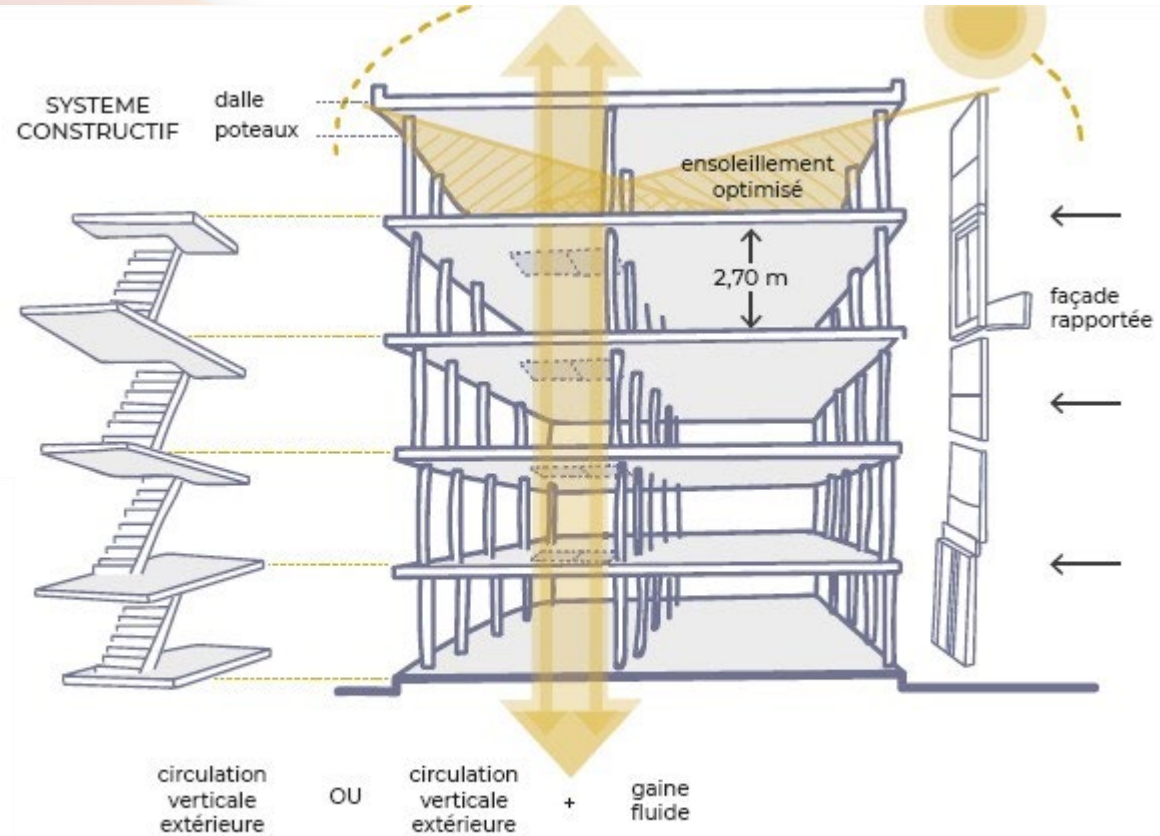 SYSTEME
CONSTRUCTIF
dalle
poteaux
ensoleillement
optimisé
2,70 m
façade
rapportée
circulation
verticale
extérieure
OU
circulation
verticale
extérieure
+
gaine
fluide